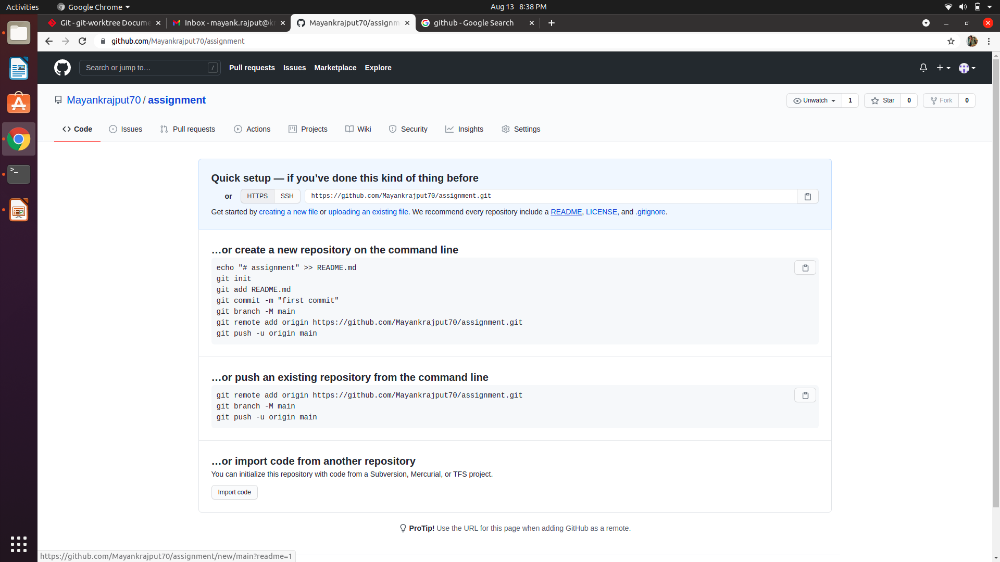 Activities
Google Chrome
Aug 13 8:38 PM
Git - git-worktree Docume
Inbox - mayank.rajput@k
Mayankrajput70/assignm
github - Google Search
github.com/Mayankrajput70/assignment
Search or jump to…
/
Pull requests
Issues
Marketplace
Explore
Mayankrajput70 / assignment
Unwatch 1
Star 0
Fork 0
Code
Issues
Pull requests
Actions
Projects
Wiki
Security
Insights
Settings
Quick setup — if you’ve done this kind of thing before
or HTTPS SSH https://github.com/Mayankrajput70/assignment.git
Get started by creating a new file or uploading an existing file. We recommend every repository include a README, LICENSE, and .gitignore.
…or create a new repository on the command line
echo "# assignment" >> README.md
git init
git add README.md
git commit -m "first commit"
git branch -M main
git remote add origin https://github.com/Mayankrajput70/assignment.git
git push -u origin main
…or push an existing repository from the command line
git remote add origin https://github.com/Mayankrajput70/assignment.git
git branch -M main
git push -u origin main
…or import code from another repository
You can initialize this repository with code from a Subversion, Mercurial, or TFS project.
Import code
ProTip! Use the URL for this page when adding GitHub as a remote.
https://github.com/Mayankrajput70/assignment/new/main?readme=1